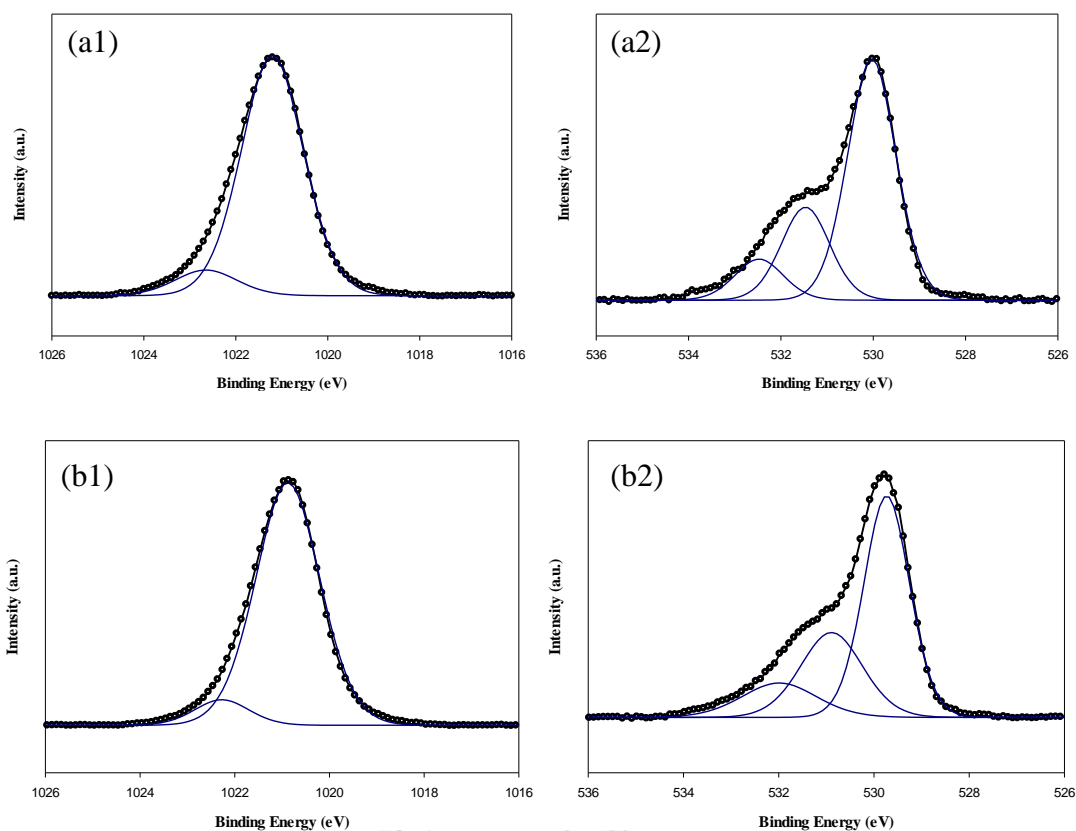 (a1)
Intensity (a.u.)
1026 1024 1022 1020 1018 1016
Binding Energy (eV)
(a2)
Intensity (a.u.)
536 534 532 530 528 526
Binding Energy (eV)
(b1)
Intensity (a.u.)
1026 1024 1022 1020 1018 1016
Binding Energy (eV)
(b2)
Intensity (a.u.)
536 534 532 530 528 526
Binding Energy (eV)